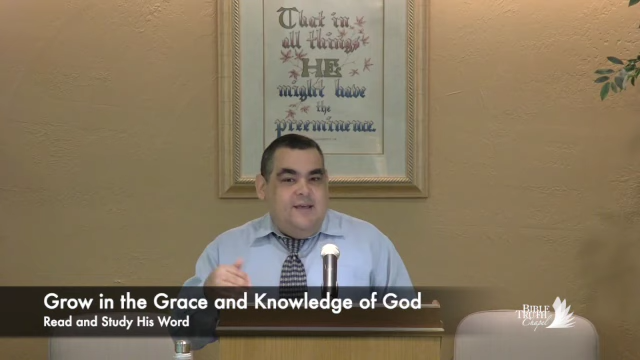 That in
all things
HE
might have
the
preeminence.
Grow in the Grace and Knowledge of God
Read and Study His Word
BIBLE
TRUTH
Chapel